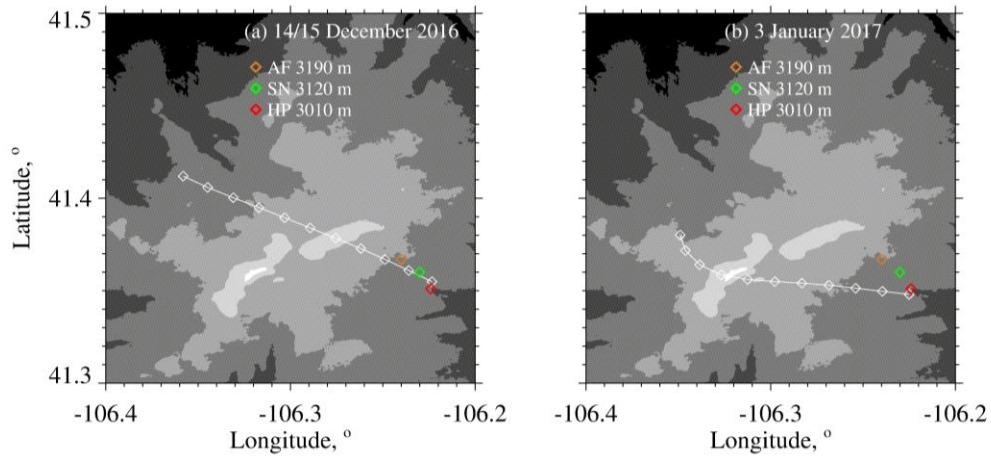 (a) 14/15 December 2016
AF 3190 m
SN 3120 m
HP 3010 m
41.5
41.4
41.3
Latitude, °
-106.4
-106.3
-106.2
Longitude, °
(b) 3 January 2017
AF 3190 m
SN 3120 m
HP 3010 m
-106.4
-106.3
-106.2
Longitude, °